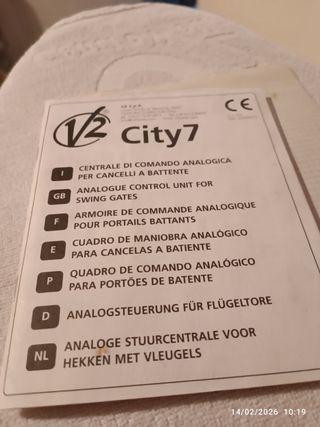 V2
V2 S.p.A.
CE
City7
I
CENTRALE DI COMANDO ANALOGICA
PER CANCELLI A BATTENTE
GB
ANALOGUE CONTROL UNIT FOR
SWING GATES
F
ARMOIRE DE COMMANDE ANALOGIQUE
POUR PORTAILS BATTANTS
E
CUADRO DE MANIOBRA ANALÓGICO
PARA CANCELAS A BATIENTE
P
QUADRO DE COMANDO ANALÓGICO
PARA PORTÕES DE BATENTE
D
ANALOGSTEUERUNG FÜR FLÜGELTORE
NL
ANALOGE STUURCENTRALE VOOR
HEKKEN MET VLEUGELS
14/02/2026 10:19